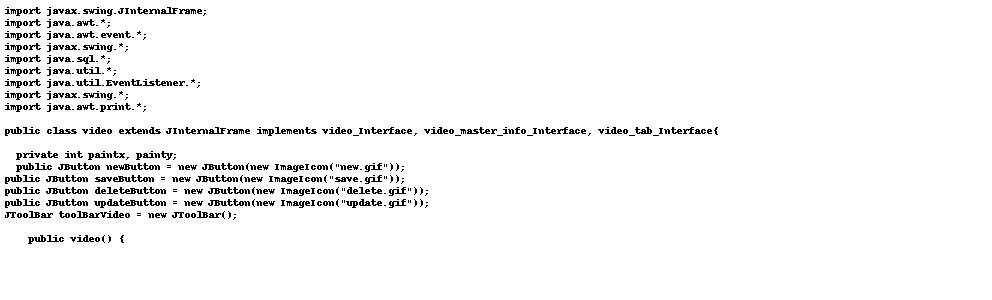 import javax.swing.JInternalFrame;
import java.awt.*;
import java.awt.event.*;
import javax.swing.*;
import java.sql.*;
import java.util.*;
import java.util.EventListener.*;
import javax.swing.*;
import java.awt.print.*;

public class video extends JInternalFrame implements video_Interface, video_master_info_Interface, video_tab_Interface{

  private int paintx, painty;
  public JButton newButton = new JButton(new ImageIcon("new.gif"));
public JButton saveButton = new JButton(new ImageIcon("save.gif"));
public JButton deleteButton = new JButton(new ImageIcon("delete.gif"));
public JButton updateButton = new JButton(new ImageIcon("update.gif"));
JToolBar toolBarVideo = new JToolBar();

    public video() {